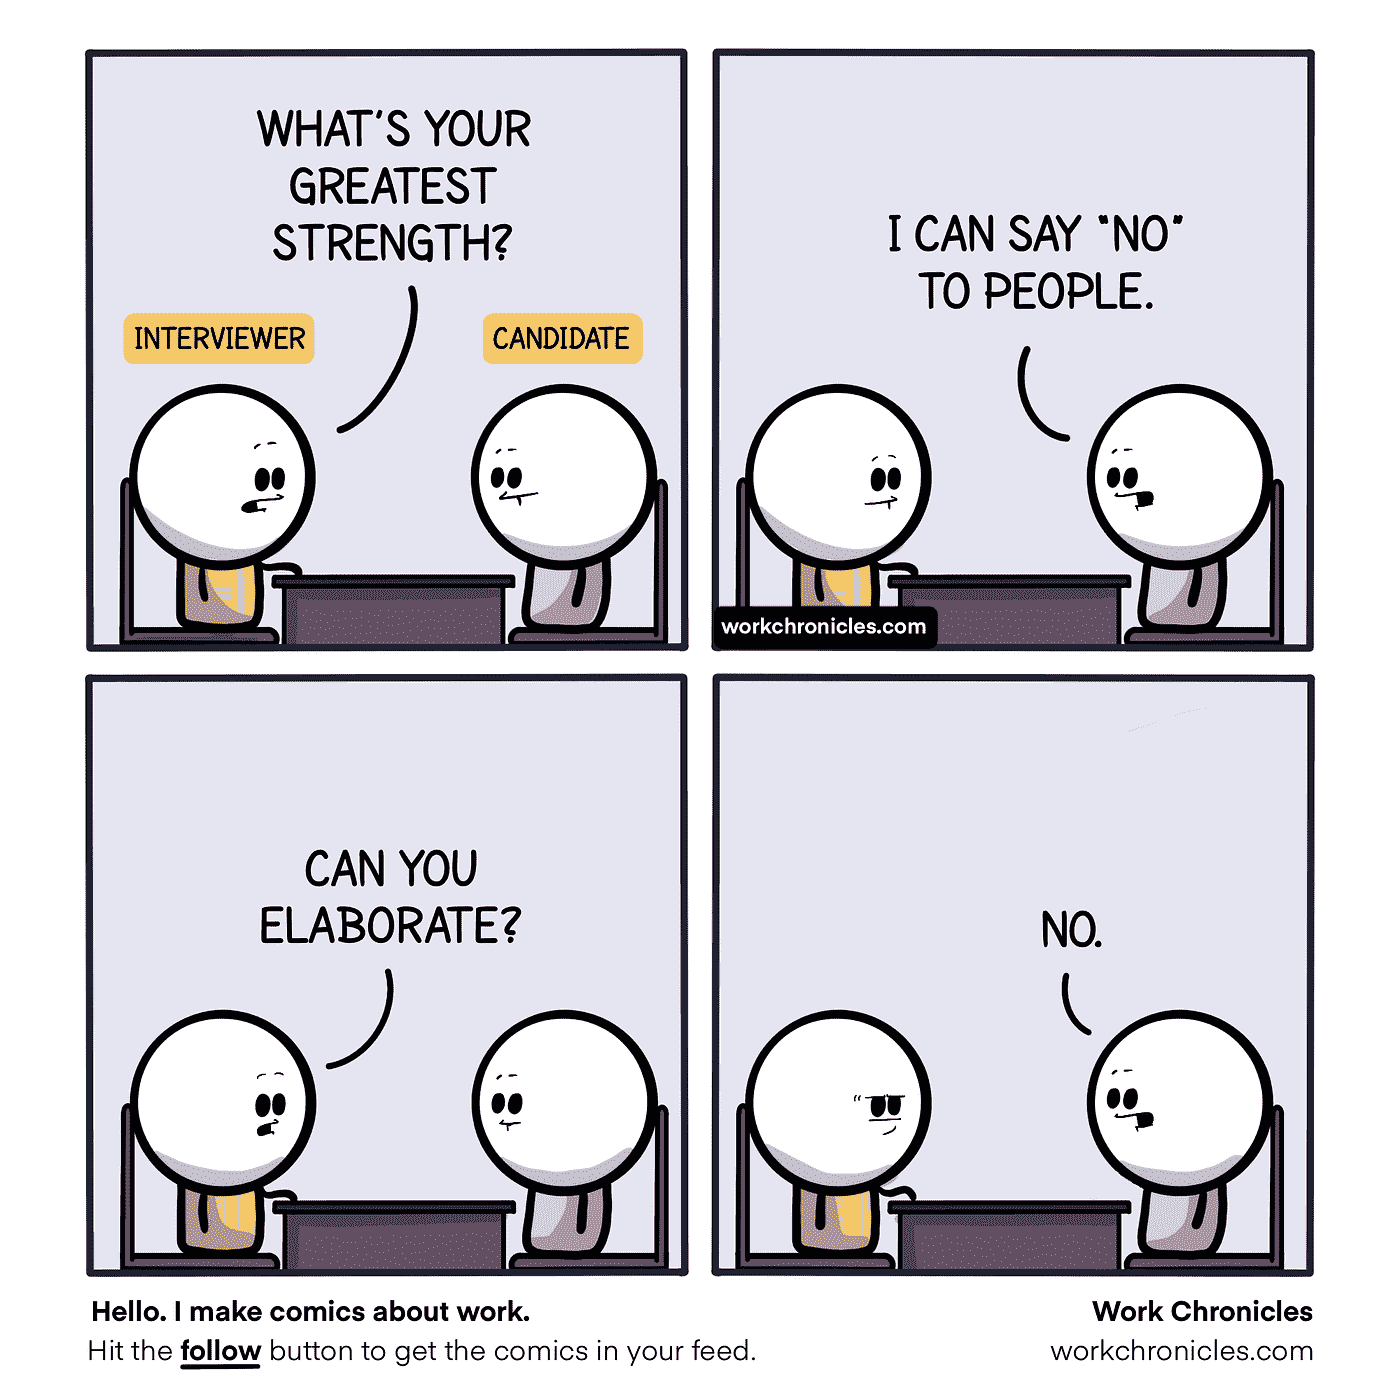 WHAT'S YOUR
GREATEST
STRENGTH?
INTERVIEWER
CANDIDATE
I CAN SAY "NO"
TO PEOPLE.
workchronicles.com
CAN YOU
ELABORATE?
NO.
Hello. I make comics about work.
Hit the follow button to get the comics in your feed.
Work Chronicles
workchronicles.com